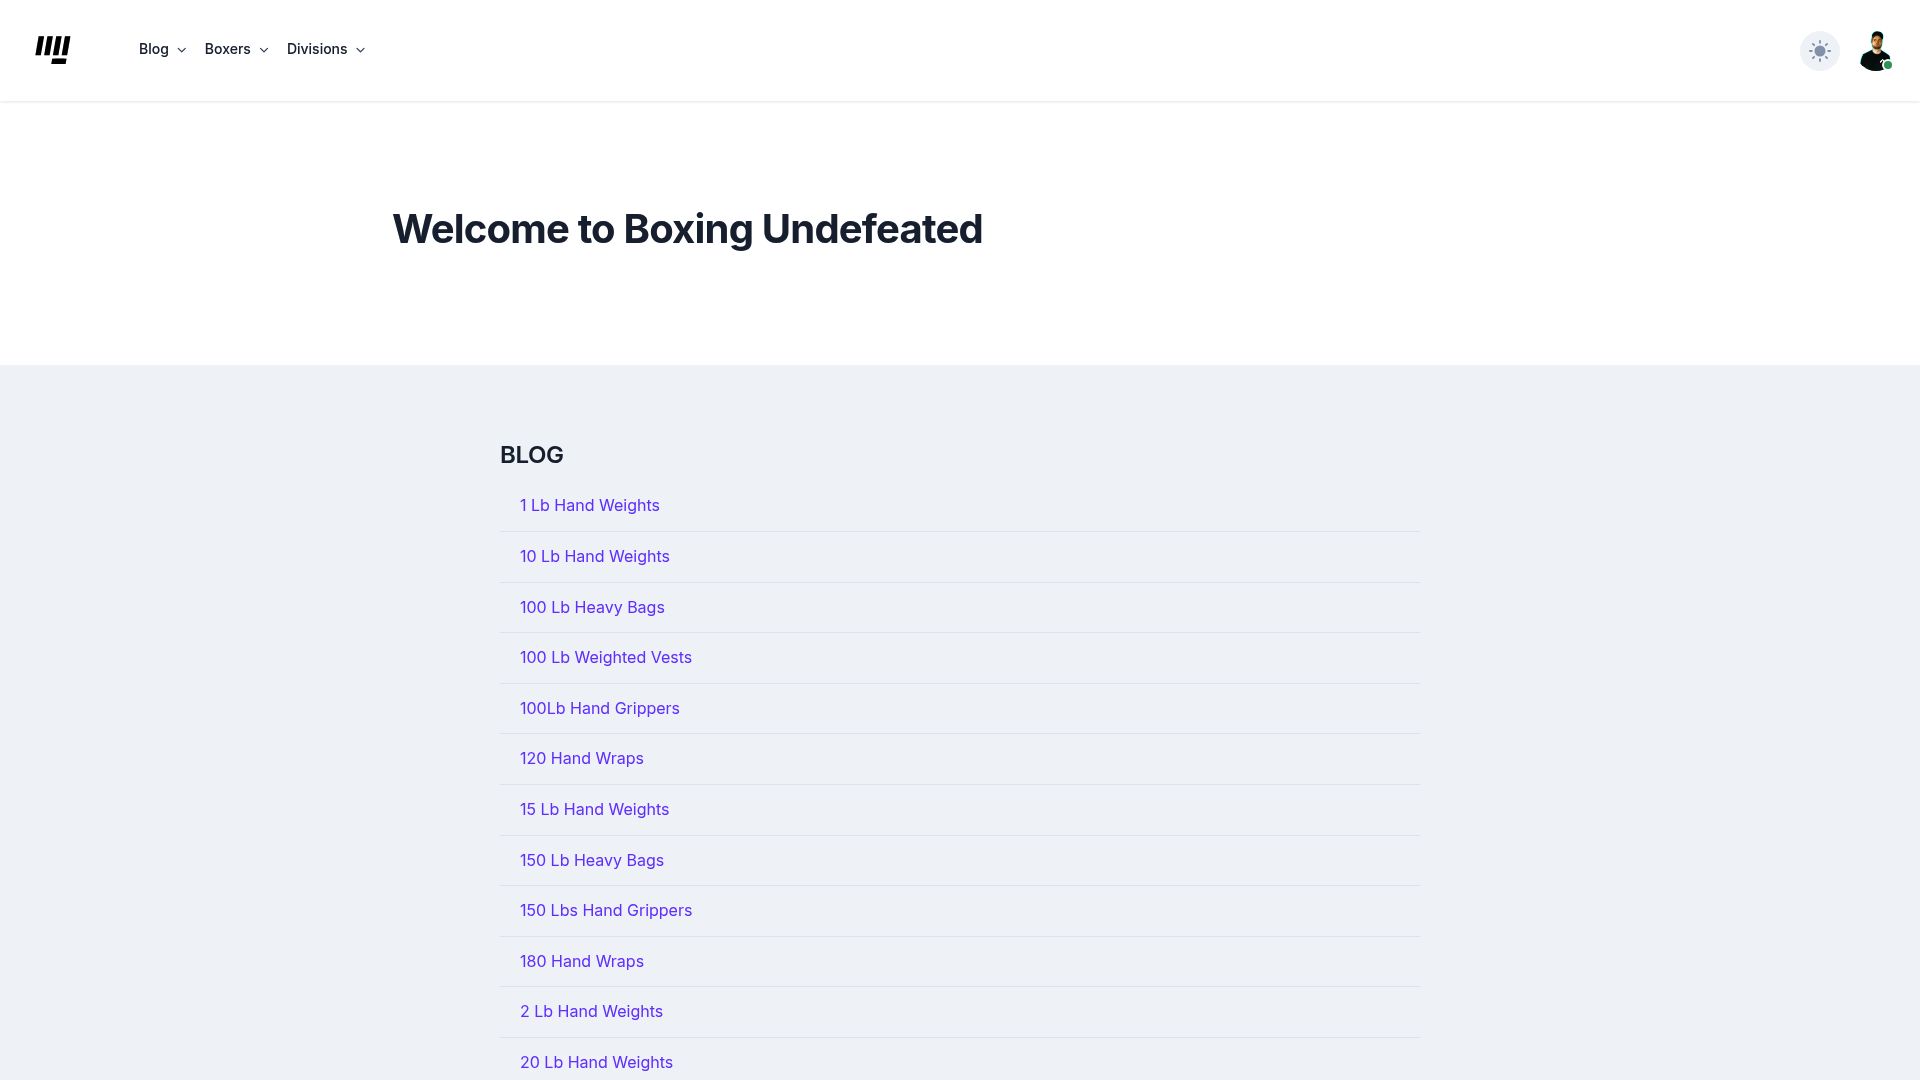 Blog
Boxers
Divisions
Welcome to Boxing Undefeated
BLOG
1 Lb Hand Weights
10 Lb Hand Weights
100 Lb Heavy Bags
100 Lb Weighted Vests
100Lb Hand Grippers
120 Hand Wraps
15 Lb Hand Weights
150 Lb Heavy Bags
150 Lbs Hand Grippers
180 Hand Wraps
2 Lb Hand Weights
20 Lb Hand Weights